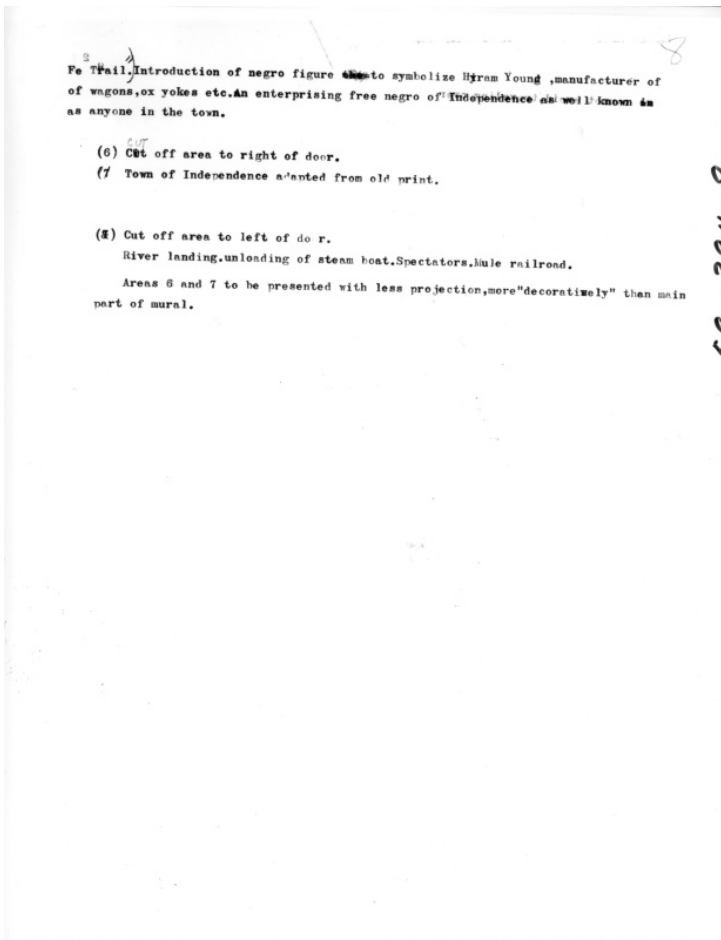 8
Fe Trail.)Introduction of negro figure to symbolize Hiram Young ,manufacturer of
of wagons,ox yokes etc.An enterprising free negro of Independence as well known in
as anyone in the town.
CUT
(6) Cut off area to right of door.
(7 Town of Independence adapted from old print.
( ) Cut off area to left of do r.
River landing.unloading of steam boat.Spectators.Mule railroad.
Areas 6 and 7 to be presented with less projection,more"decoratively" than main
part of mural.